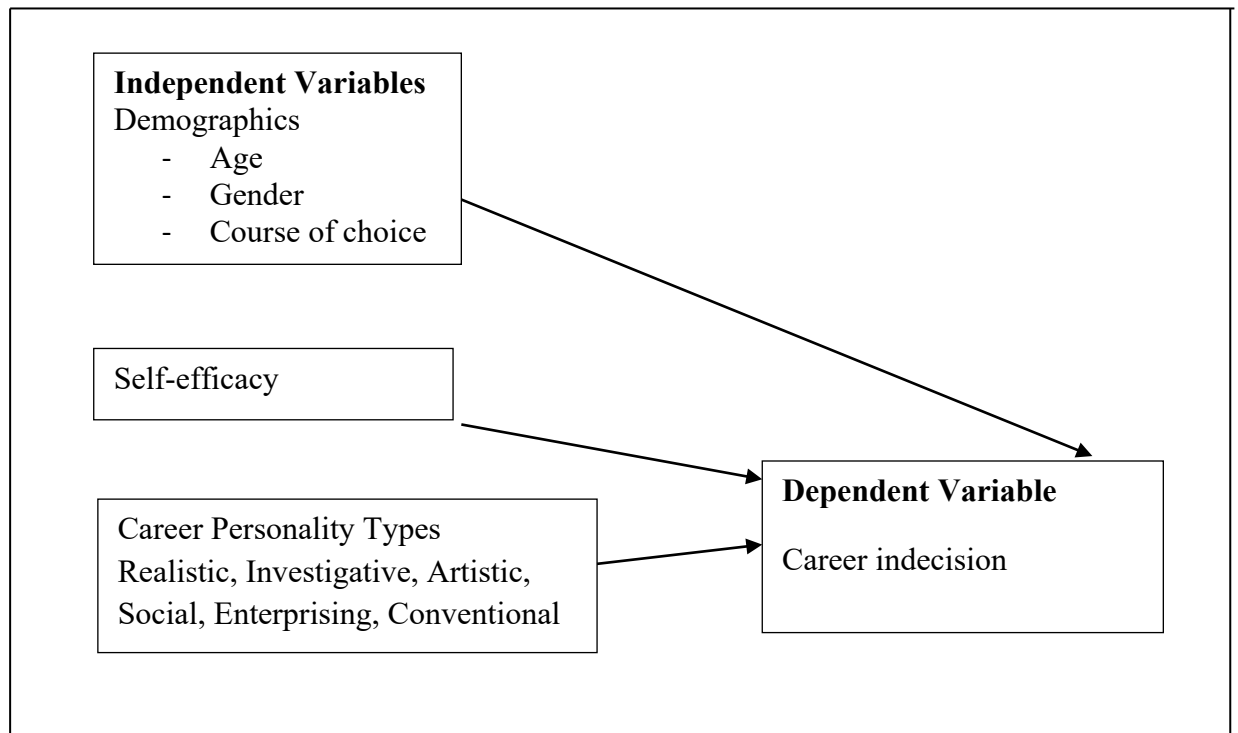 Independent Variables
Demographics
- Age
- Gender
- Course of choice
Self-efficacy
Career Personality Types
Realistic, Investigative, Artistic,
Social, Enterprising, Conventional
Dependent Variable
Career indecision